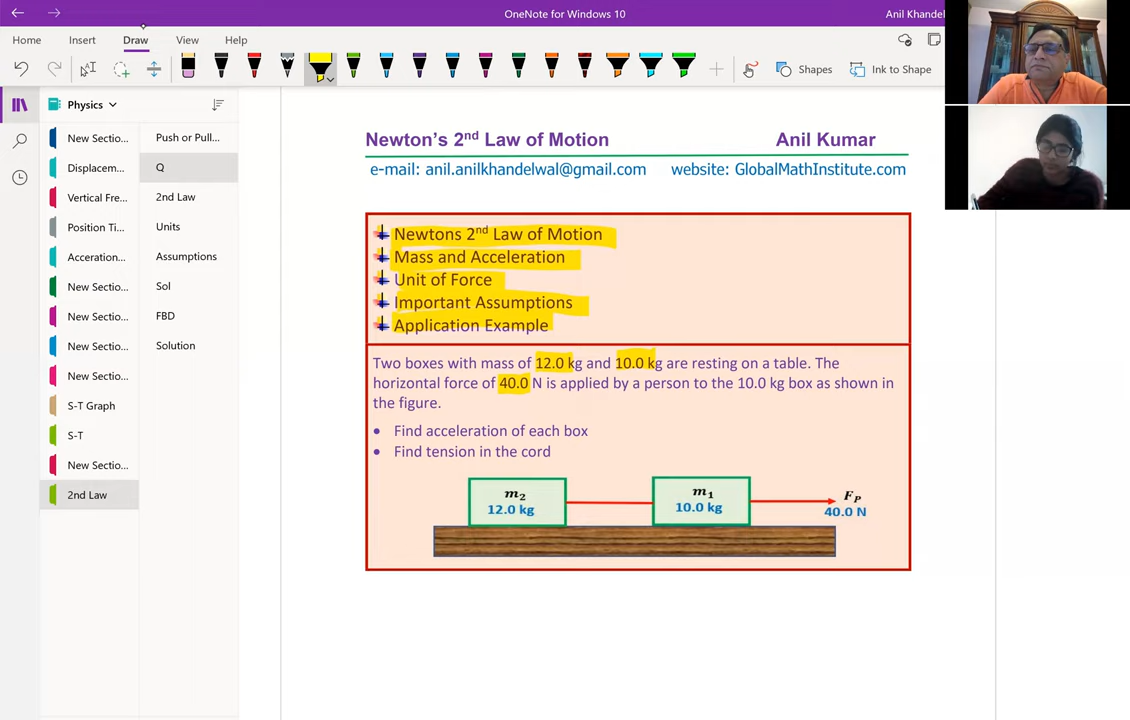 OneNote for Windows 10
Anil Khandel
Home Insert Draw View Help
Shapes Ink to Shape
Physics
New Sectio...
Displacem...
Vertical Fre...
Position Ti...
Acceration...
New Sectio...
New Sectio...
New Sectio...
New Sectio...
S-T Graph
S-T
New Sectio...
2nd Law
Push or Pull...
Q
2nd Law
Units
Assumptions
Sol
FBD
Solution
Newton's 2nd Law of Motion Anil Kumar
e-mail: anil.anilkhandelwal@gmail.com website: GlobalMathInstitute.com
Newtons 2nd Law of Motion
Mass and Acceleration
Unit of Force
Important Assumptions
Application Example
Two boxes with mass of 12.0 kg and 10.0 kg are resting on a table. The
horizontal force of 40.0 N is applied by a person to the 10.0 kg box as shown in
the figure.
• Find acceleration of each box
• Find tension in the cord
m2
12.0 kg
m1
10.0 kg
FP
40.0 N